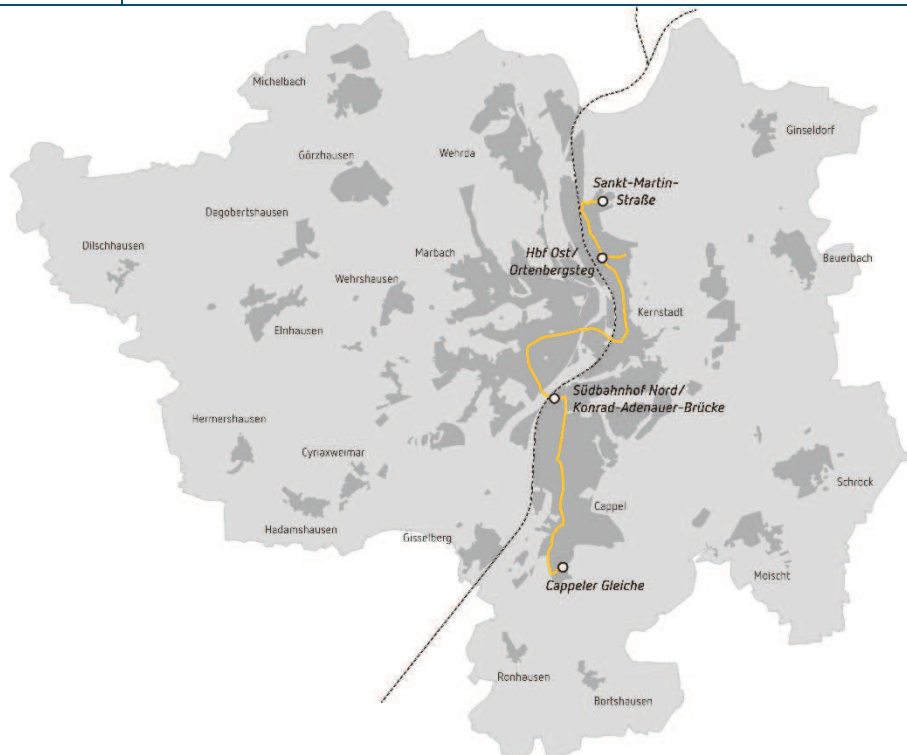 Michelbach
Ginseldorf
Görzhausen
Wehrda
Sankt-Martin-
Straße
Dagobertshausen
Dilschhausen
Marbach
Hbf Ost/
Ortenbergsteg
Bauerbach
Wehrshausen
Kernstadt
Elnhausen
Südbahnhof Nord/
Konrad-Adenauer-Brücke
Hermershausen
Cyriaxweimar
Schröck
Cappel
Hadamshausen
Gisselberg
Moischt
Cappeler Gleiche
Ronhausen
Bortshausen